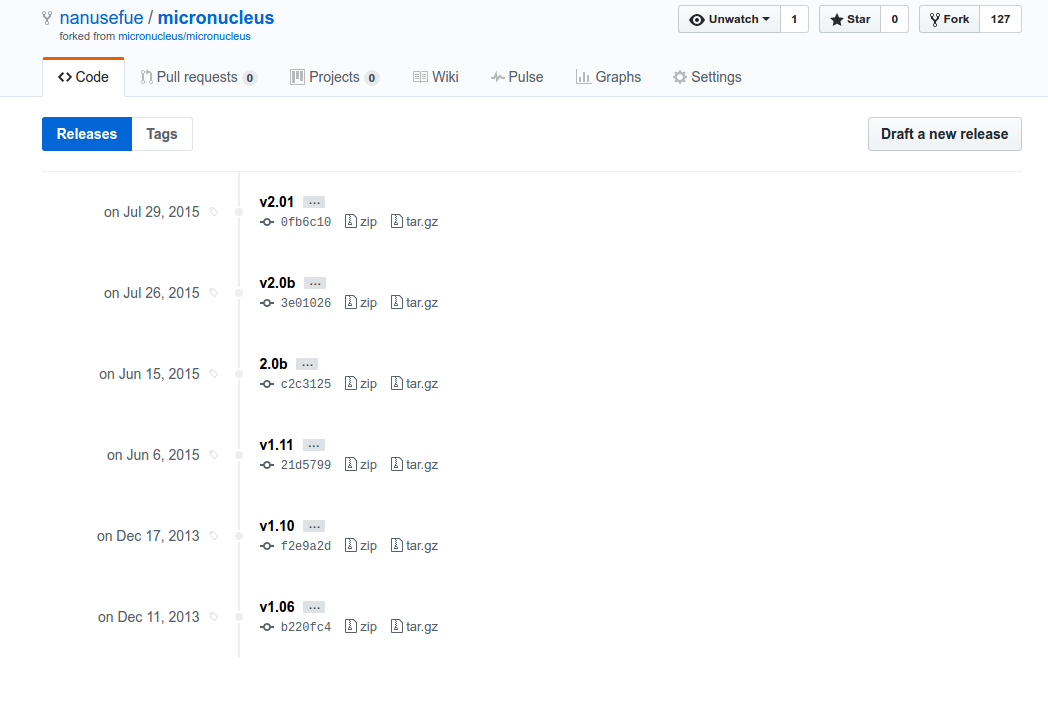 nanusefue / micronucleus
forked from micronucleus/micronucleus
Unwatch 1 Star 0 Fork 127
Code Pull requests 0 Projects 0 Wiki Pulse Graphs Settings
Releases Tags Draft a new release
on Jul 29, 2015 v2.01 ...
0fb6c10 zip tar.gz
on Jul 26, 2015 v2.0b ...
3e01026 zip tar.gz
on Jun 15, 2015 2.0b ...
c2c3125 zip tar.gz
on Jun 6, 2015 v1.11 ...
21d5799 zip tar.gz
on Dec 17, 2013 v1.10 ...
f2e9a2d zip tar.gz
on Dec 11, 2013 v1.06 ...
b220fc4 zip tar.gz